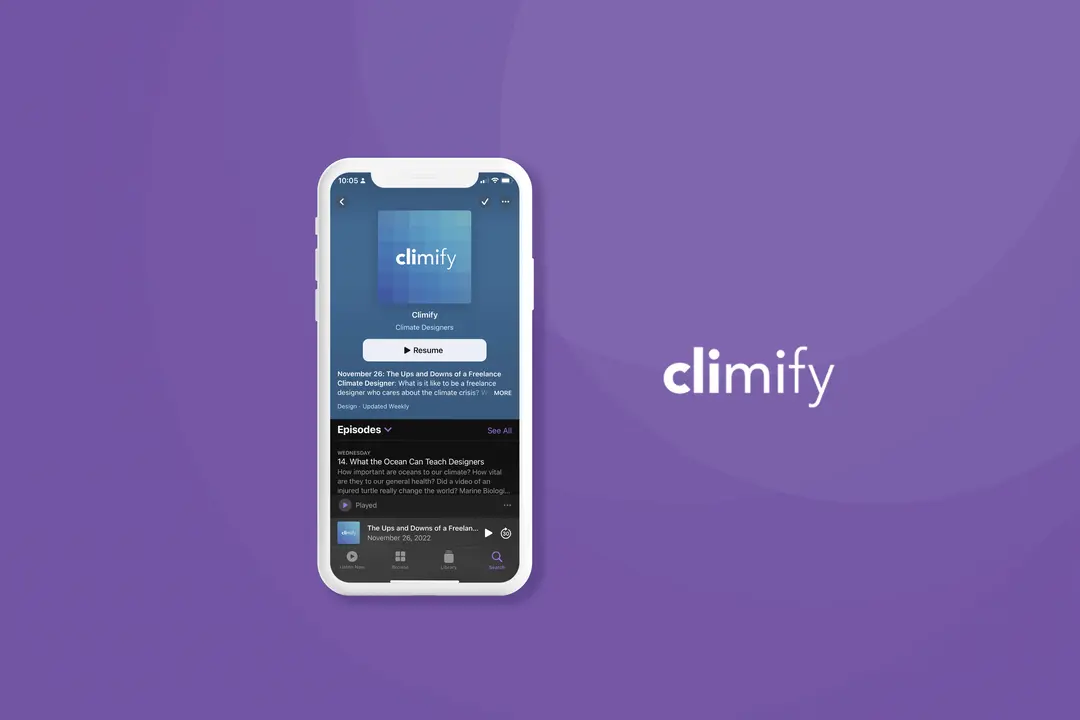 10:05
climify
Climify
Climate Designers
Resume
November 26: The Ups and Downs of a Freelance
Climate Designer: What is it like to be a freelance
designer who cares about the climate crisis? MORE
Design · Updated Weekly
Episodes
See All
WEDNESDAY
14. What the Ocean Can Teach Designers
How important are oceans to our climate? How vital
are they to our general health? Did a video of an
injured turtle really change the world? Marine Biologi...
Played
climify
The Ups and Downs of a Freelan...
November 26, 2022
30
Listen Now
Browse
Library
Search
climify